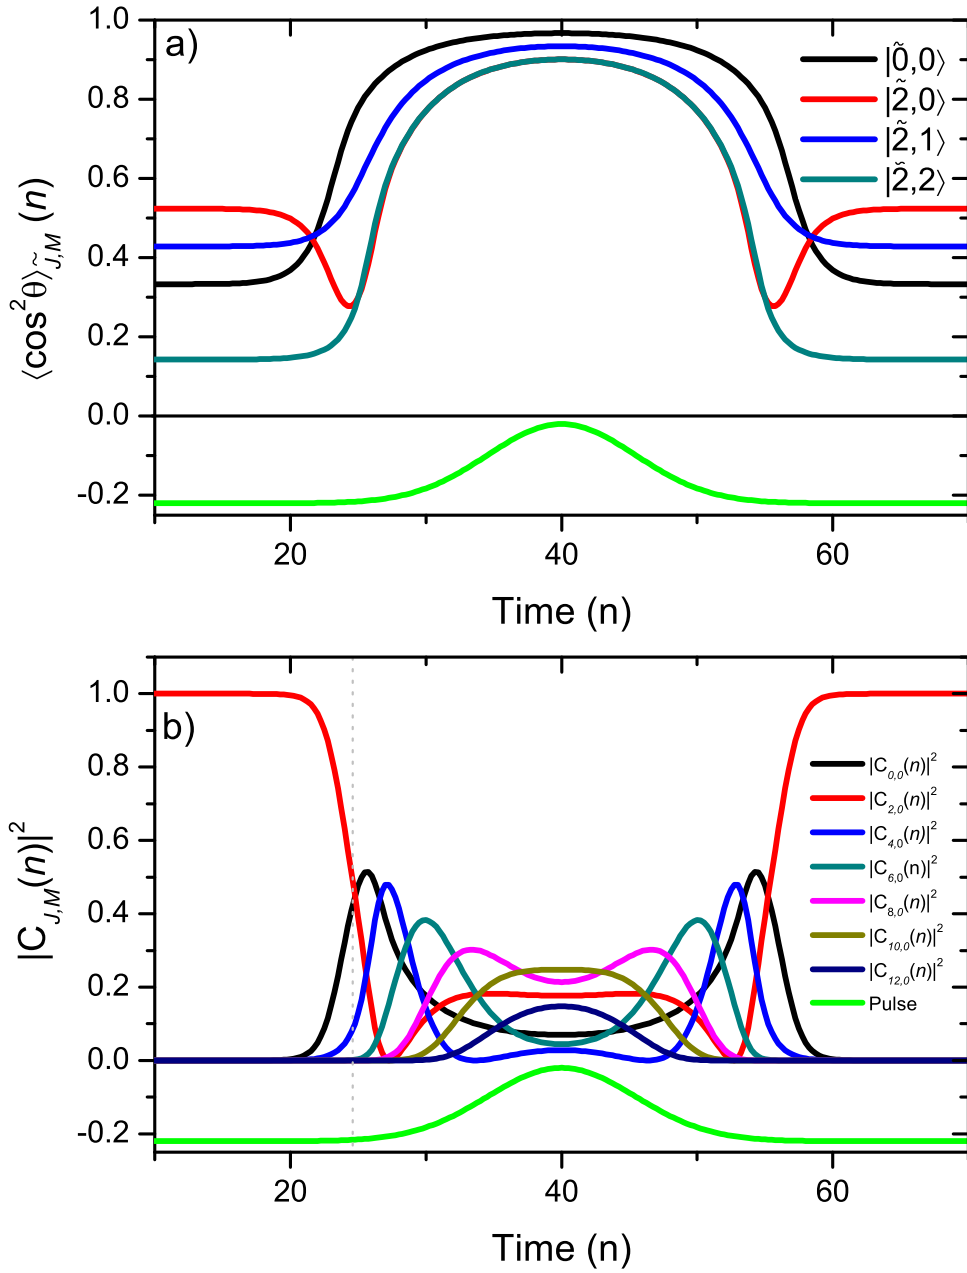 a)
1.0
0.8
0.6
0.4
0.2
0.0
-0.2
⟨cos²θ⟩J̃,M (n)
|0̃,0⟩
|2̃,0⟩
|2̃,1⟩
|2̃,2⟩
20 40 60
Time (n)
b)
1.0
0.8
0.6
0.4
0.2
0.0
-0.2
|CJ,M(n)|²
|C0,0(n)|²
|C2,0(n)|²
|C4,0(n)|²
|C6,0(n)|²
|C8,0(n)|²
|C10,0(n)|²
|C12,0(n)|²
Pulse
20 40 60
Time (n)